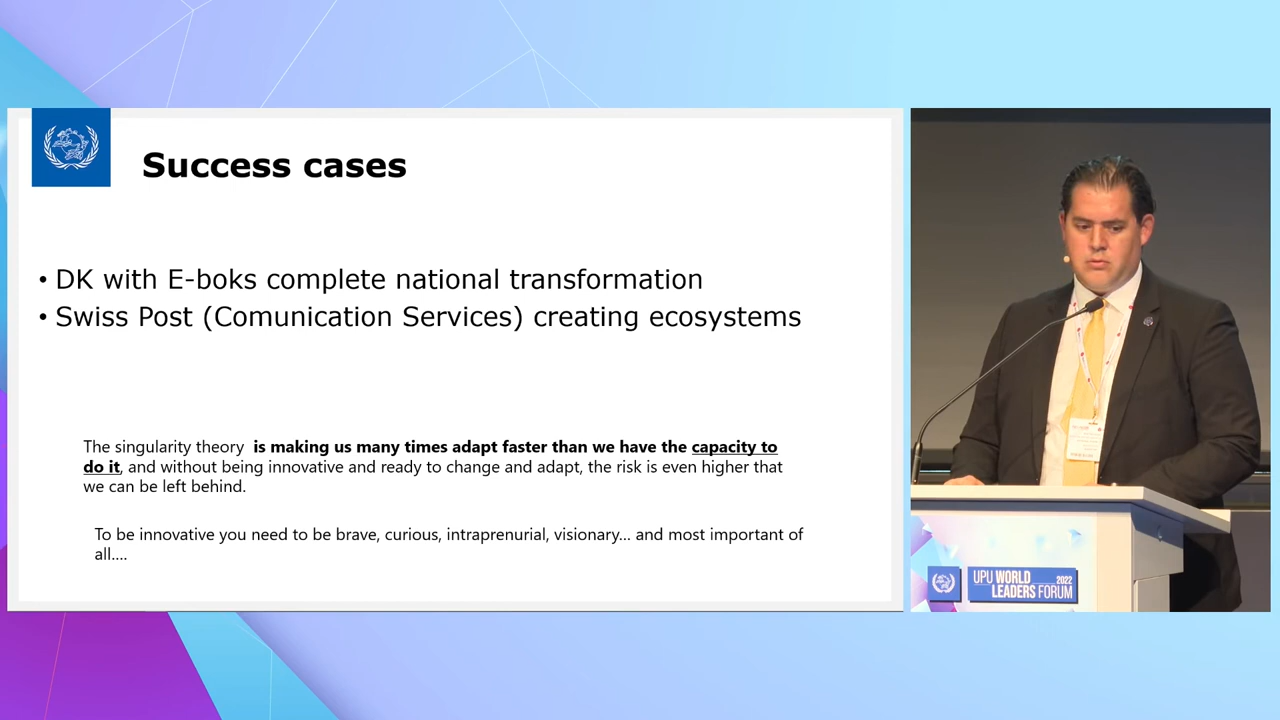 Success cases
• DK with E-boks complete national transformation
• Swiss Post (Comunication Services) creating ecosystems
The singularity theory is making us many times adapt faster than we have the capacity to
do it, and without being innovative and ready to change and adapt, the risk is even higher that
we can be left behind.
To be innovative you need to be brave, curious, intraprenurial, visionary... and most important of
all....
UPU WORLD 2022
LEADERS FORUM